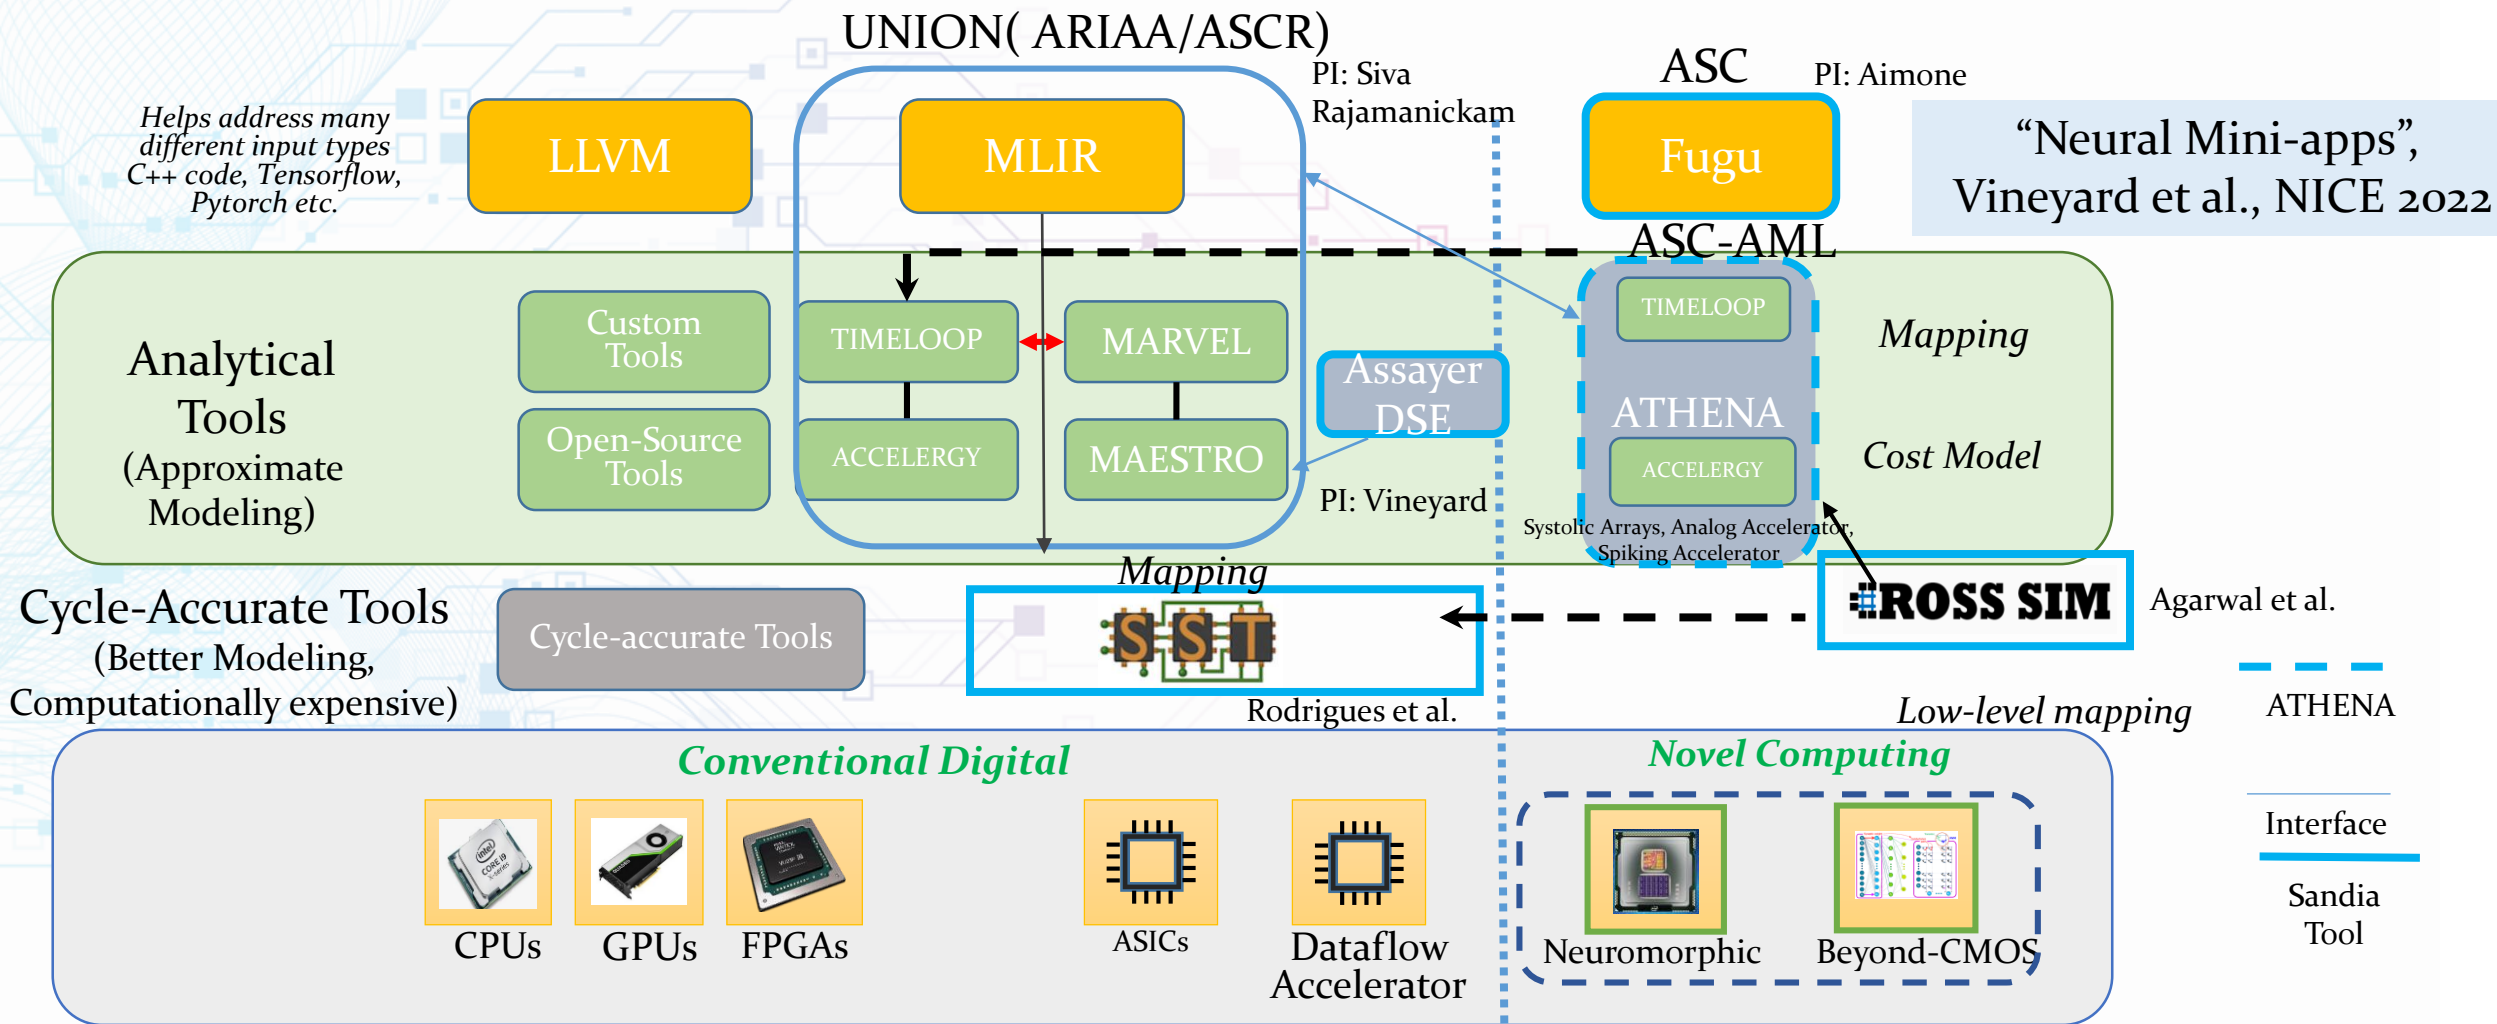 UNION( ARIAA/ASCR)
PI: Siva
Rajamanickam
ASC
PI: Aimone
Helps address many
different input types
C++ code, Tensorflow,
Pytorch etc.
LLVM
MLIR
Fugu
“Neural Mini-apps”,
Vineyard et al., NICE 2022
ASC-AML
Analytical
Tools
(Approximate
Modeling)
Custom
Tools
Open-Source
Tools
TIMELOOP
MARVEL
ACCELERGY
MAESTRO
Assayer
DSE
PI: Vineyard
TIMELOOP
ATHENA
ACCELERGY
Systolic Arrays, Analog Accelerator,
Spiking Accelerator
Mapping
Cost Model
Mapping
Cycle-Accurate Tools
(Better Modeling,
Computationally expensive)
Cycle-accurate Tools
SST
Rodrigues et al.
ROSS SIM
Agarwal et al.
Low-level mapping
ATHENA
Interface
Sandia
Tool
Conventional Digital
Novel Computing
intel
CORE i9
X-series
CPUs
GPUs
FPGAs
ASICs
Dataflow
Accelerator
Neuromorphic
Beyond-CMOS